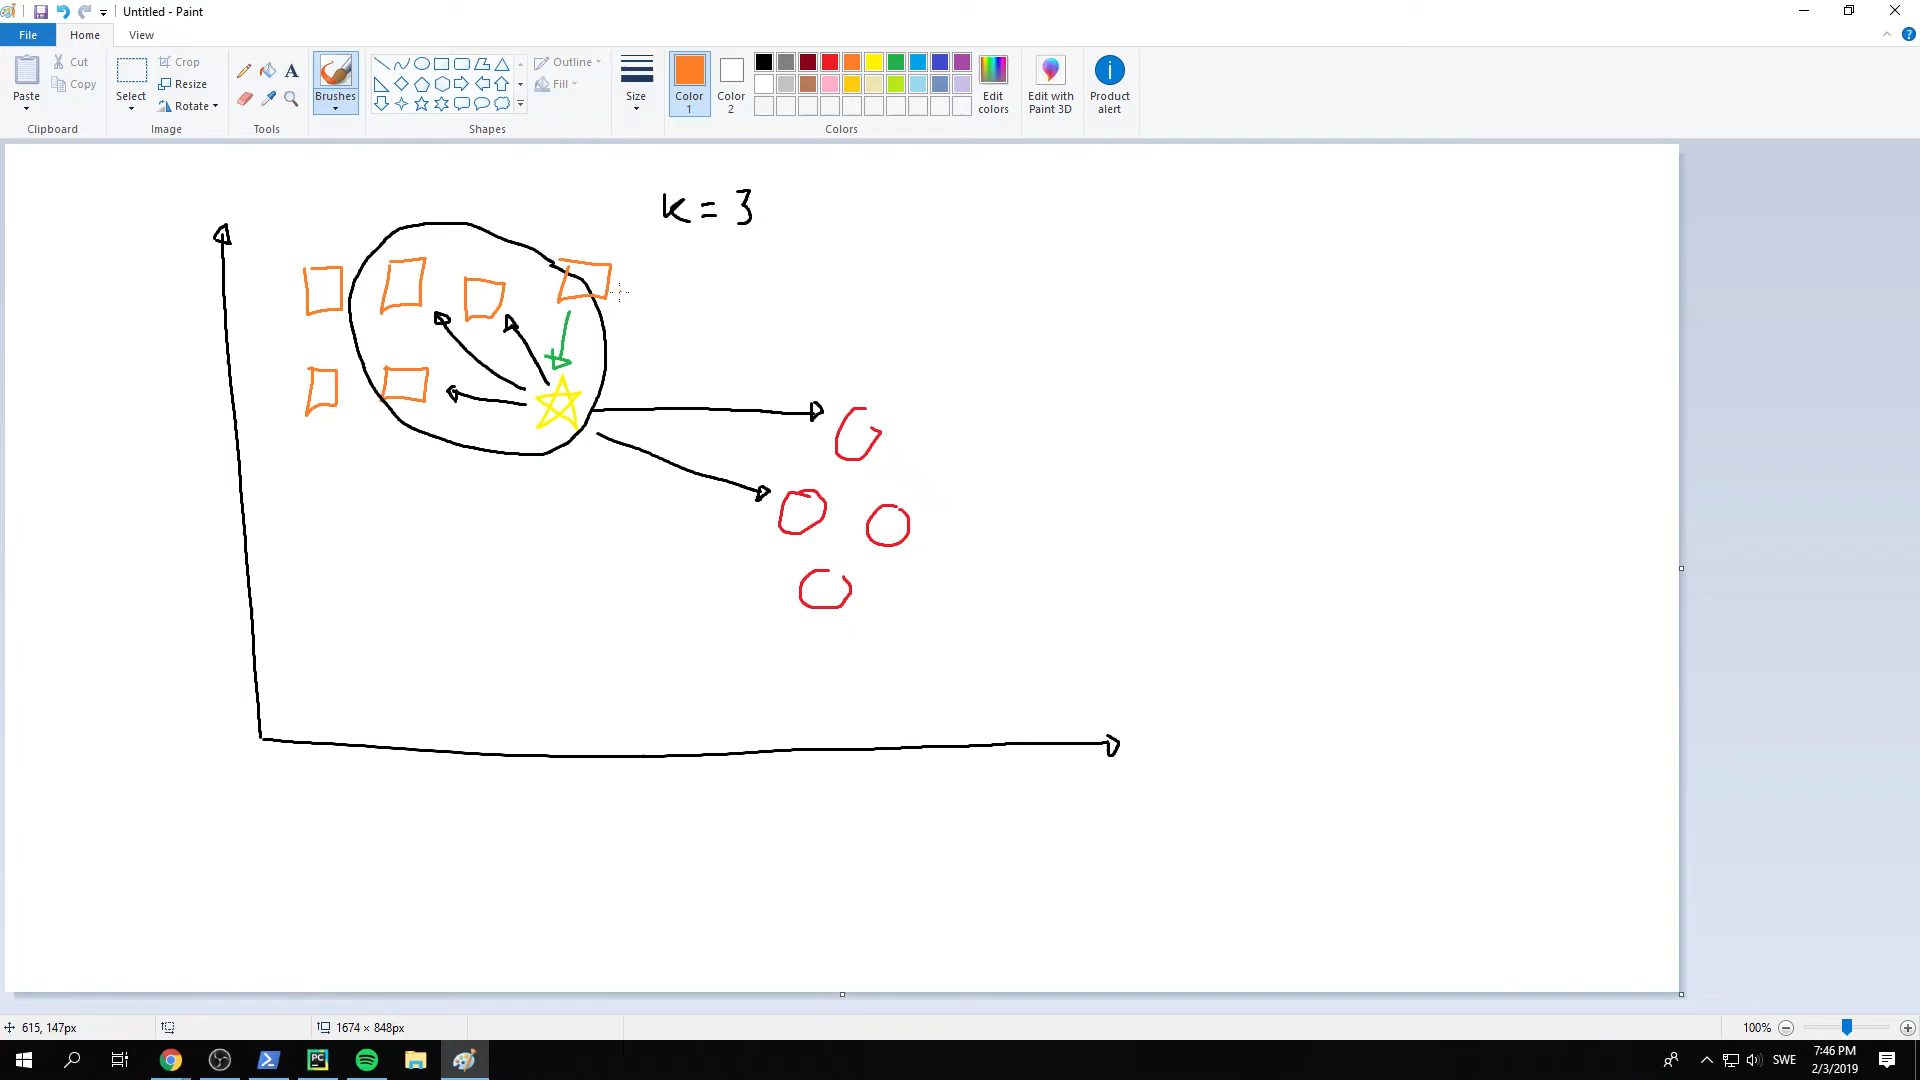 Untitled - Paint
File Home View
Paste
Cut
Copy
Clipboard
Select
Crop
Resize
Rotate
Image
Tools
Brushes
Shapes
Outline
Fill
Size
Color 1
Color 2
Edit colors
Colors
Edit with Paint 3D
Product alert
K = 3
615, 147px
1674 × 848px
100%
SWE
7:46 PM
2/3/2019